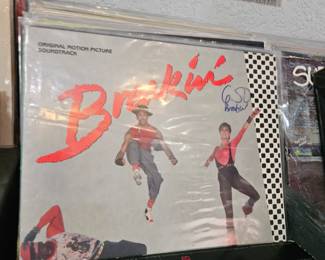 ORIGINAL MOTION PICTURE
SOUNDTRACK
Breakin'